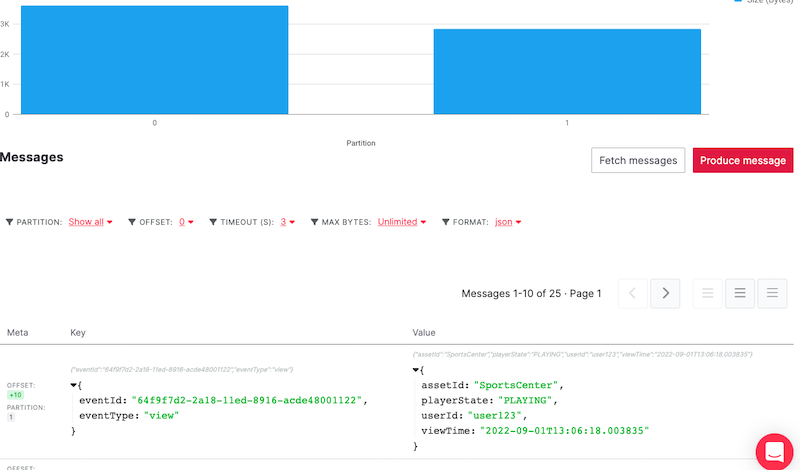 Size (Bytes)
3K
2K
1K
0
0
1
Partition
Messages
Fetch messages
Produce message
PARTITION: Show all
OFFSET: 0
TIMEOUT (S): 3
MAX BYTES: Unlimited
FORMAT: json
Messages 1-10 of 25 · Page 1
Meta
Key
Value
OFFSET:
+10
PARTITION:
1
{"eventId":"64f9f7d2-2a18-11ed-8916-acde48001122","eventType":"view"}
{
eventId: "64f9f7d2-2a18-11ed-8916-acde48001122",
eventType: "view"
}
{"assetId":"SportsCenter","playerState":"PLAYING","userId":"user123","viewTime":"2022-09-01T13:06:18.003835"}
{
assetId: "SportsCenter",
playerState: "PLAYING",
userId: "user123",
viewTime: "2022-09-01T13:06:18.003835"
}
OFFSET: